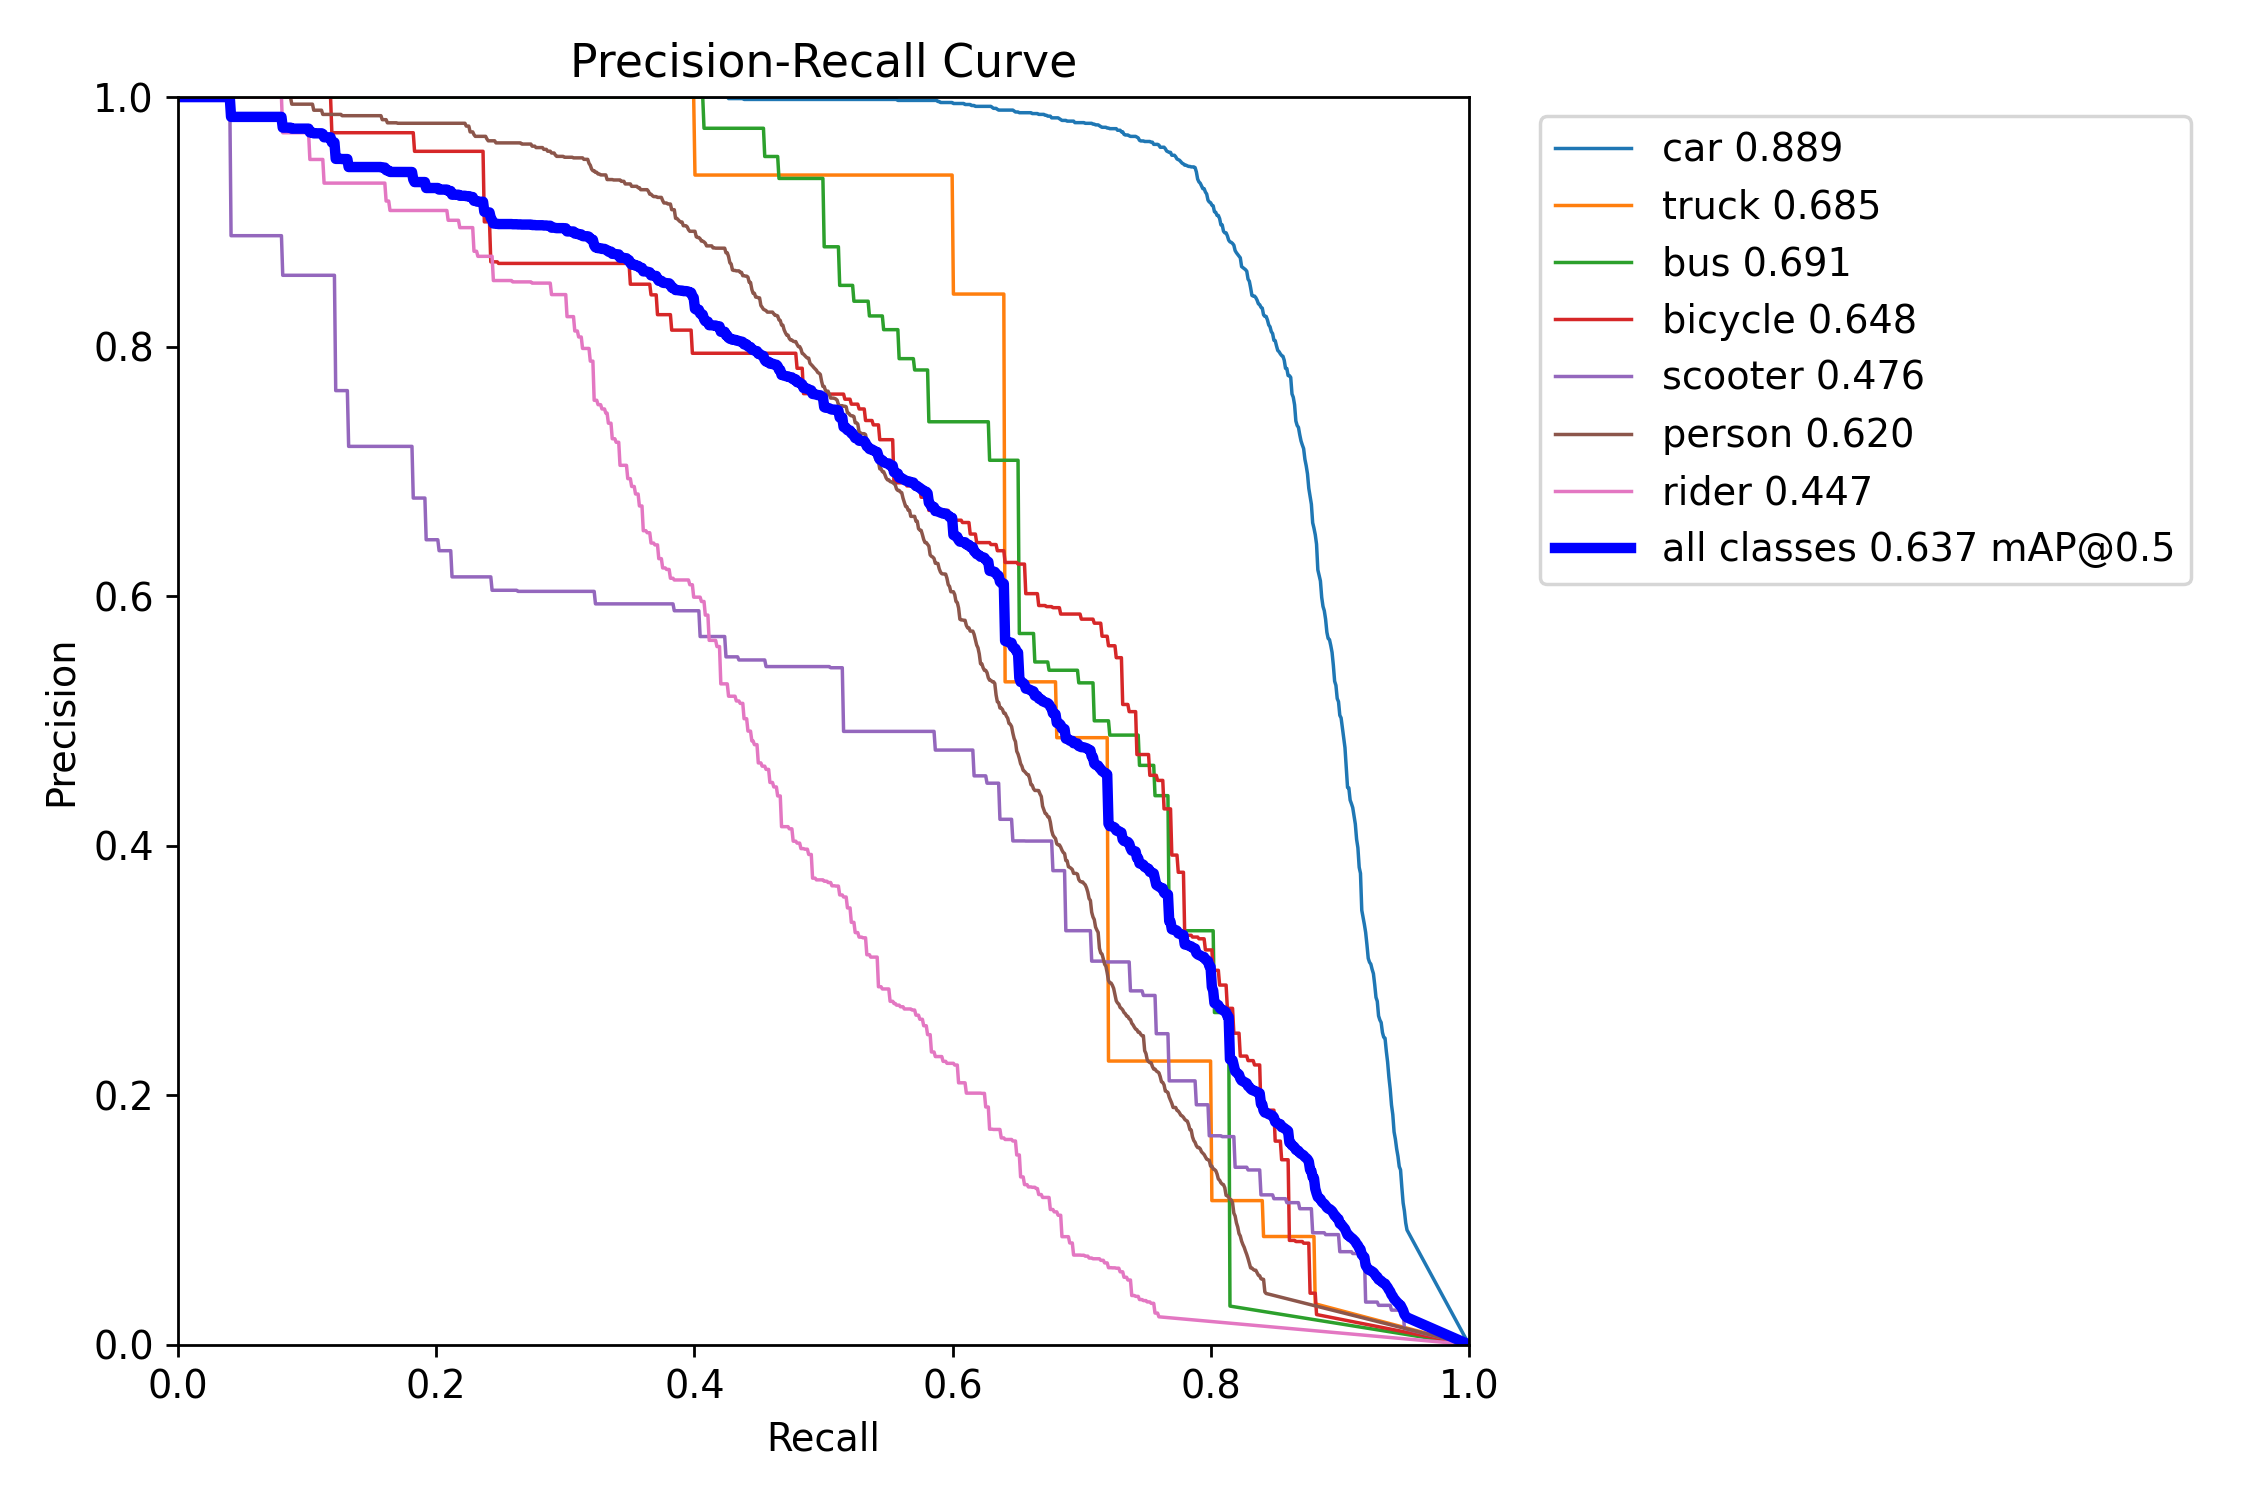 Precision-Recall Curve
1.0
0.8
0.6
0.4
0.2
0.0
Precision
0.0 0.2 0.4 0.6 0.8 1.0
Recall
car 0.889
truck 0.685
bus 0.691
bicycle 0.648
scooter 0.476
person 0.620
rider 0.447
all classes 0.637 mAP@0.5